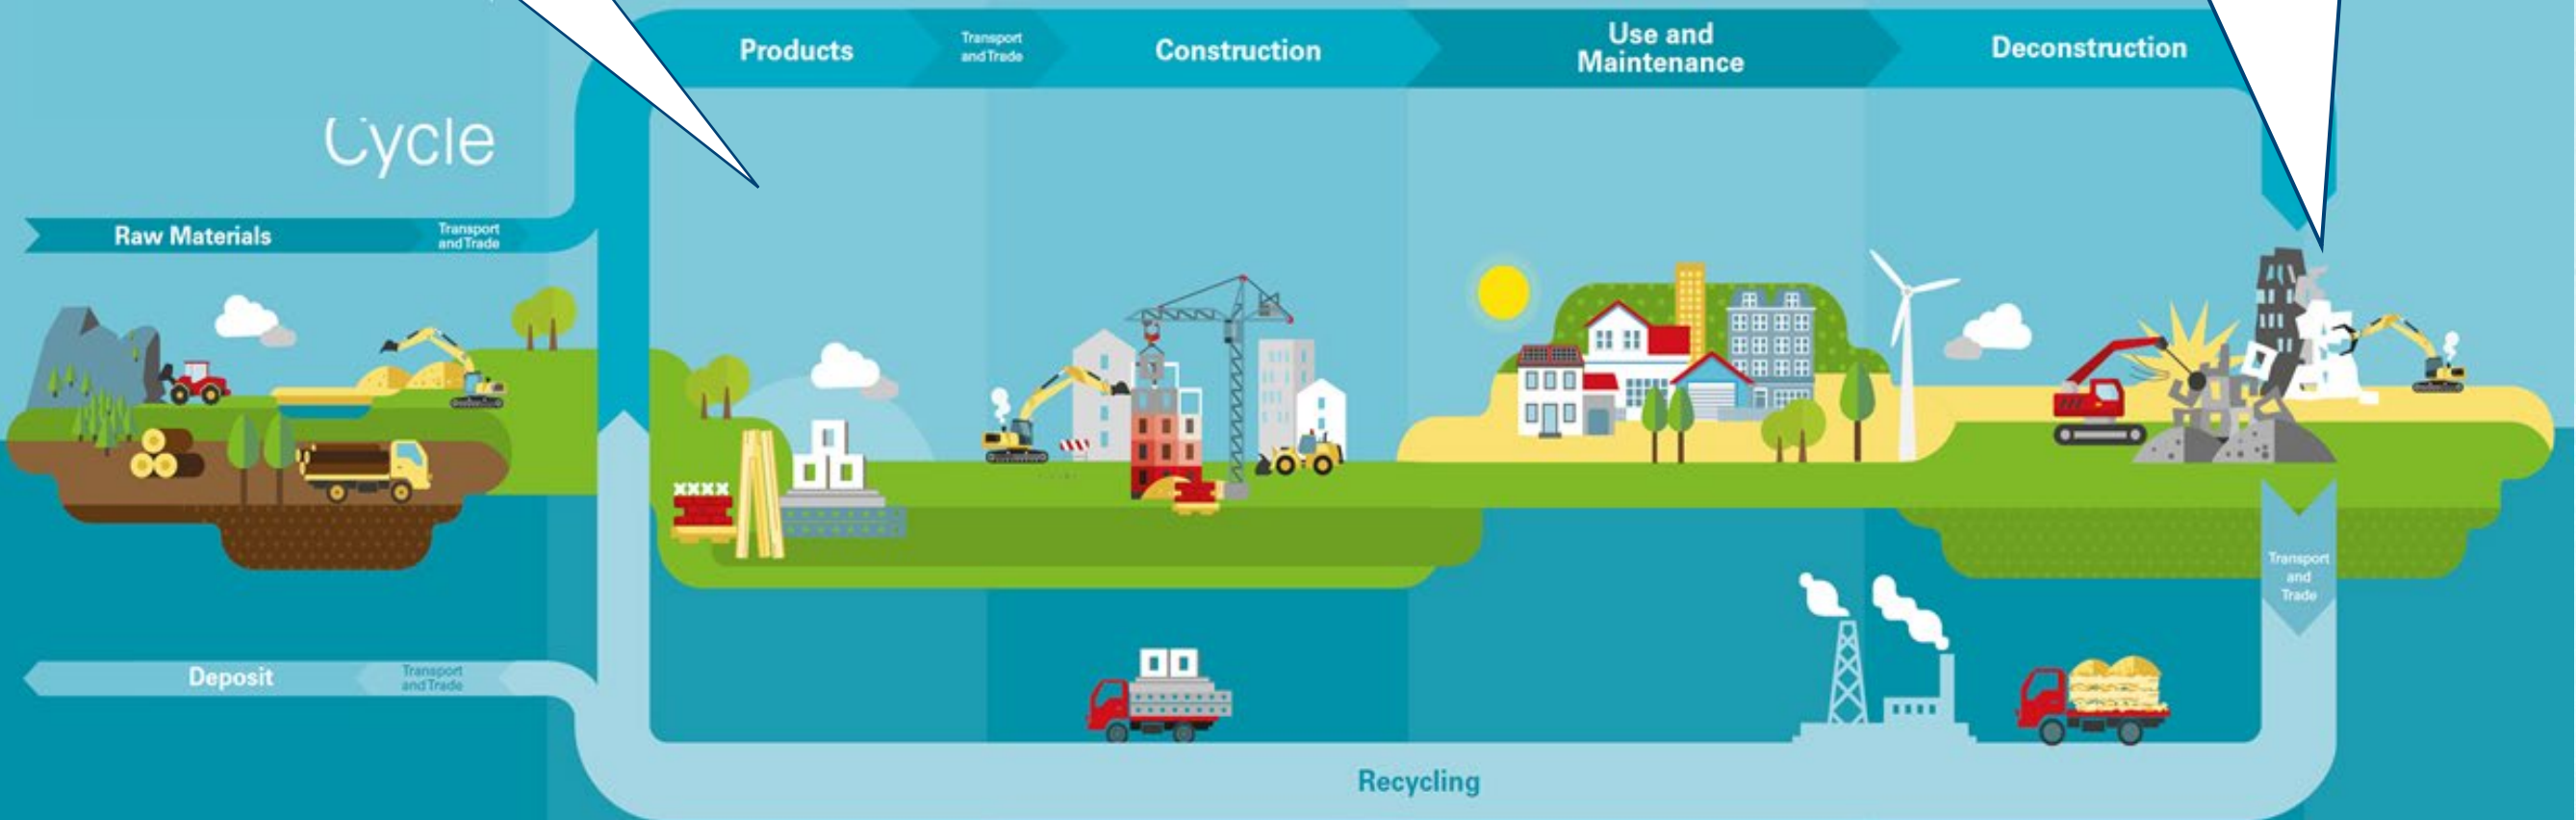 Products
Transport
and Trade
Construction
Use and
Maintenance
Deconstruction
Cycle
Raw Materials
Transport
and Trade
Transport
and
Trade
Deposit
Transport
and Trade
Recycling